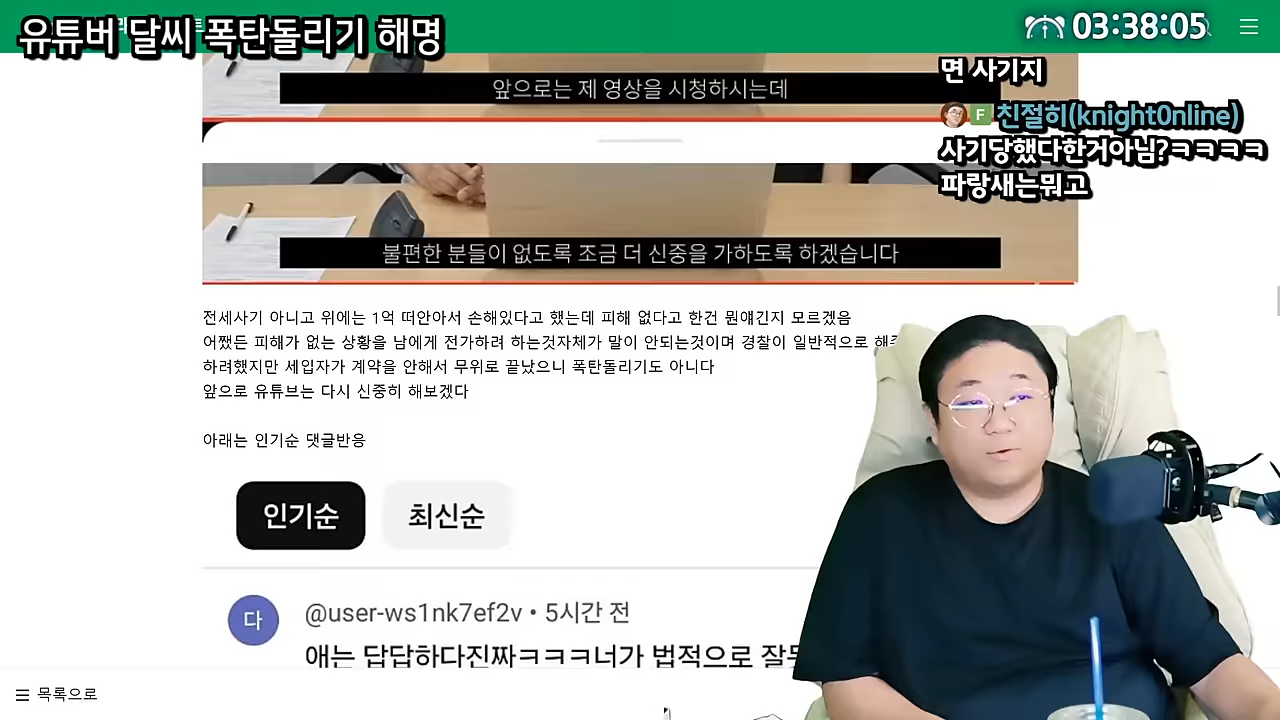 유튜버 달씨 폭탄돌리기 해명
03:38:05
앞으로는 제 영상을 시청하시는데
면 사기지
F 친절히(knight0nline)
사기당했다한거아님?ㅋㅋㅋㅋ
파랑새는뭐고
불편한 분들이 없도록 조금 더 신중을 가하도록 하겠습니다
전세사기 아니고 위에는 1억 떠안아서 손해있다고 했는데 피해 없다고 한건 뭔얘긴지 모르겠음
어쨌든 피해가 없는 상황을 남에게 전가하려 하는것자체가 말이 안되는것이며 경찰이 일반적으로
하려했지만 세입자가 계약을 안해서 무위로 끝났으니 폭탄돌리기도 아니다
앞으로 유튜브는 다시 신중히 해보겠다
아래는 인기순 댓글반응
인기순 최신순
다
@user-ws1nk7ef2v • 5시간 전
얘는 답답하다진짜ㅋㅋㅋ너가 법적으로
목록으로